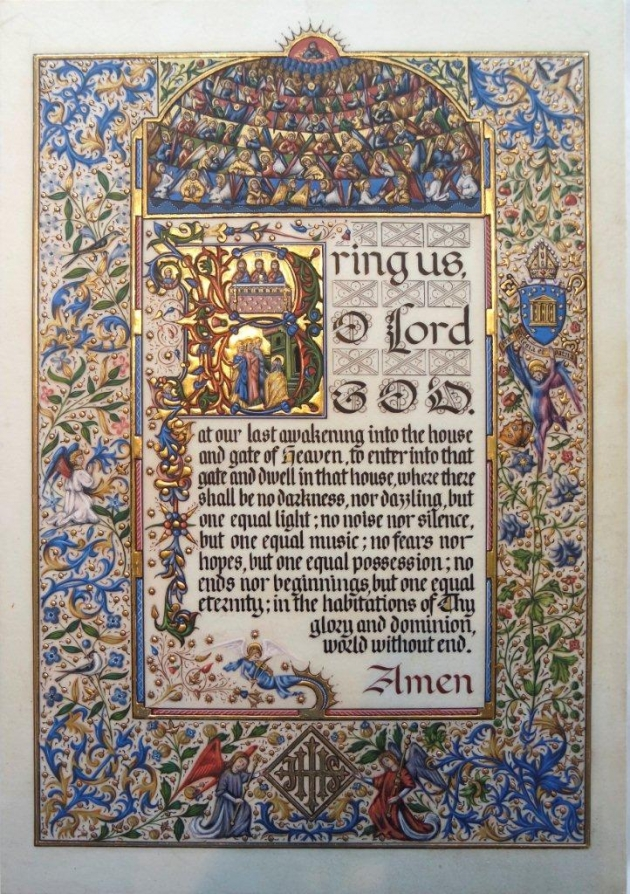 Bring us,
O Lord
GOD.
at our last awakening into the house
and gate of Heaven, to enter into that
gate and dwell in that house, where there
shall be no darkness, nor dazzling, but
one equal light; no noise nor silence,
but one equal music; no fears nor
hopes, but one equal possession; no
ends nor beginnings, but one equal
eternity; in the habitations of Thy
glory and dominion,
world without end.
Amen
IHS